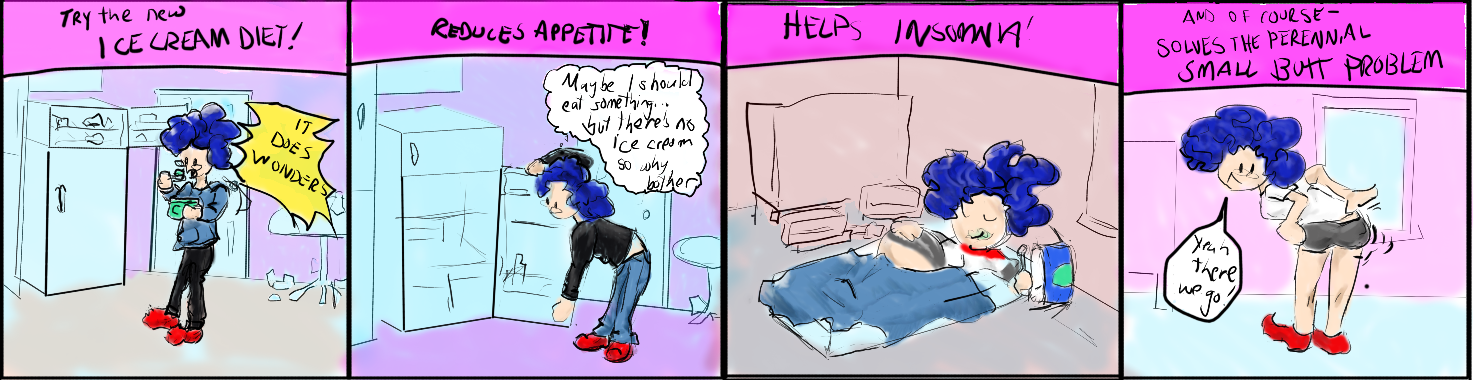 TRY the new
ICE CREAM DIET!
IT
DOES
WONDERS
REDUCES APPETITE!
Maybe I should
eat something...
but there's no
ice cream
so why
bother
HELPS INSOMNIA!
AND OF COURSE-
SOLVES THE PERENNIAL
SMALL BUTT PROBLEM
Yeah
there
we go!